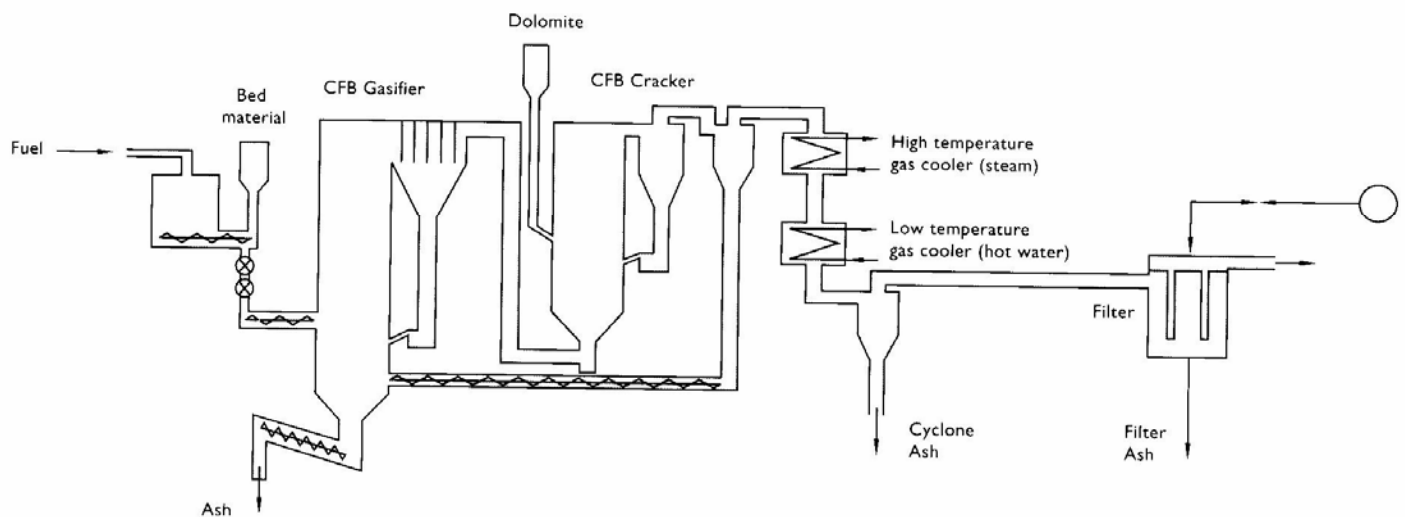 Dolomite
CFB Gasifier
CFB Cracker
Bed
material
Fuel
High temperature
gas cooler (steam)
Low temperature
gas cooler (hot water)
Filter
Cyclone
Ash
Filter
Ash
Ash